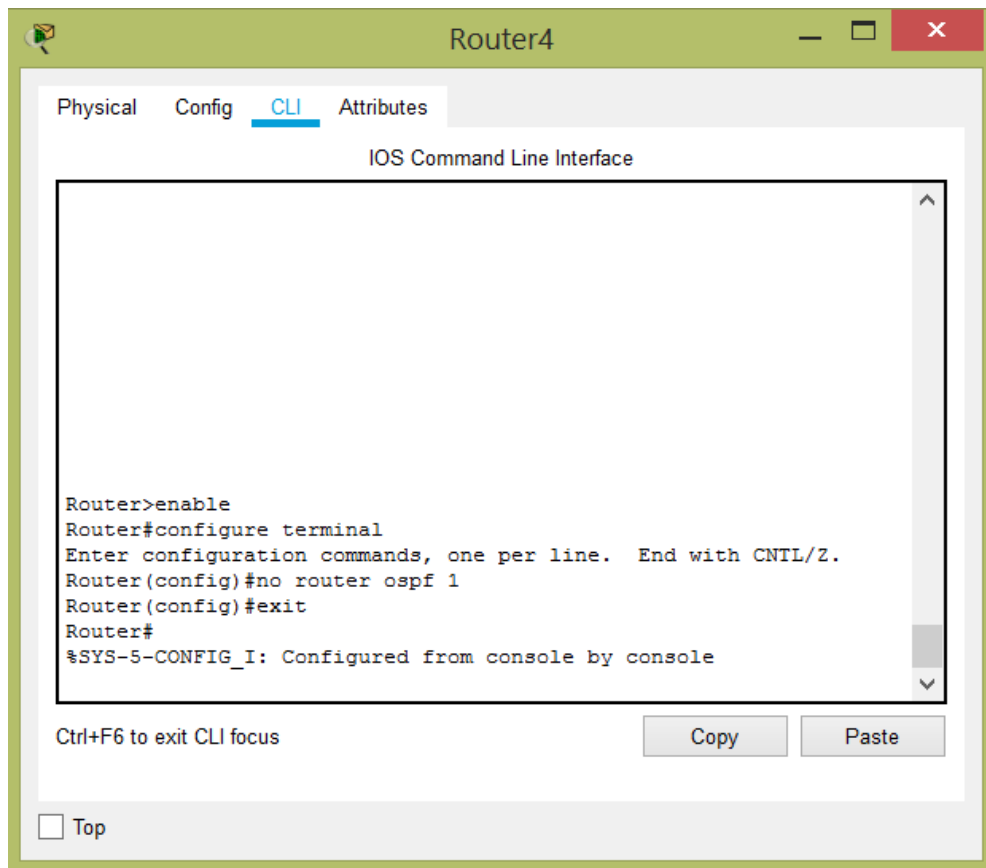 Router4
Physical Config CLI Attributes
IOS Command Line Interface
Router>enable
Router#configure terminal
Enter configuration commands, one per line.  End with CNTL/Z.
Router(config)#no router ospf 1
Router(config)#exit
Router#
%SYS-5-CONFIG_I: Configured from console by console
Ctrl+F6 to exit CLI focus
Copy Paste
Top